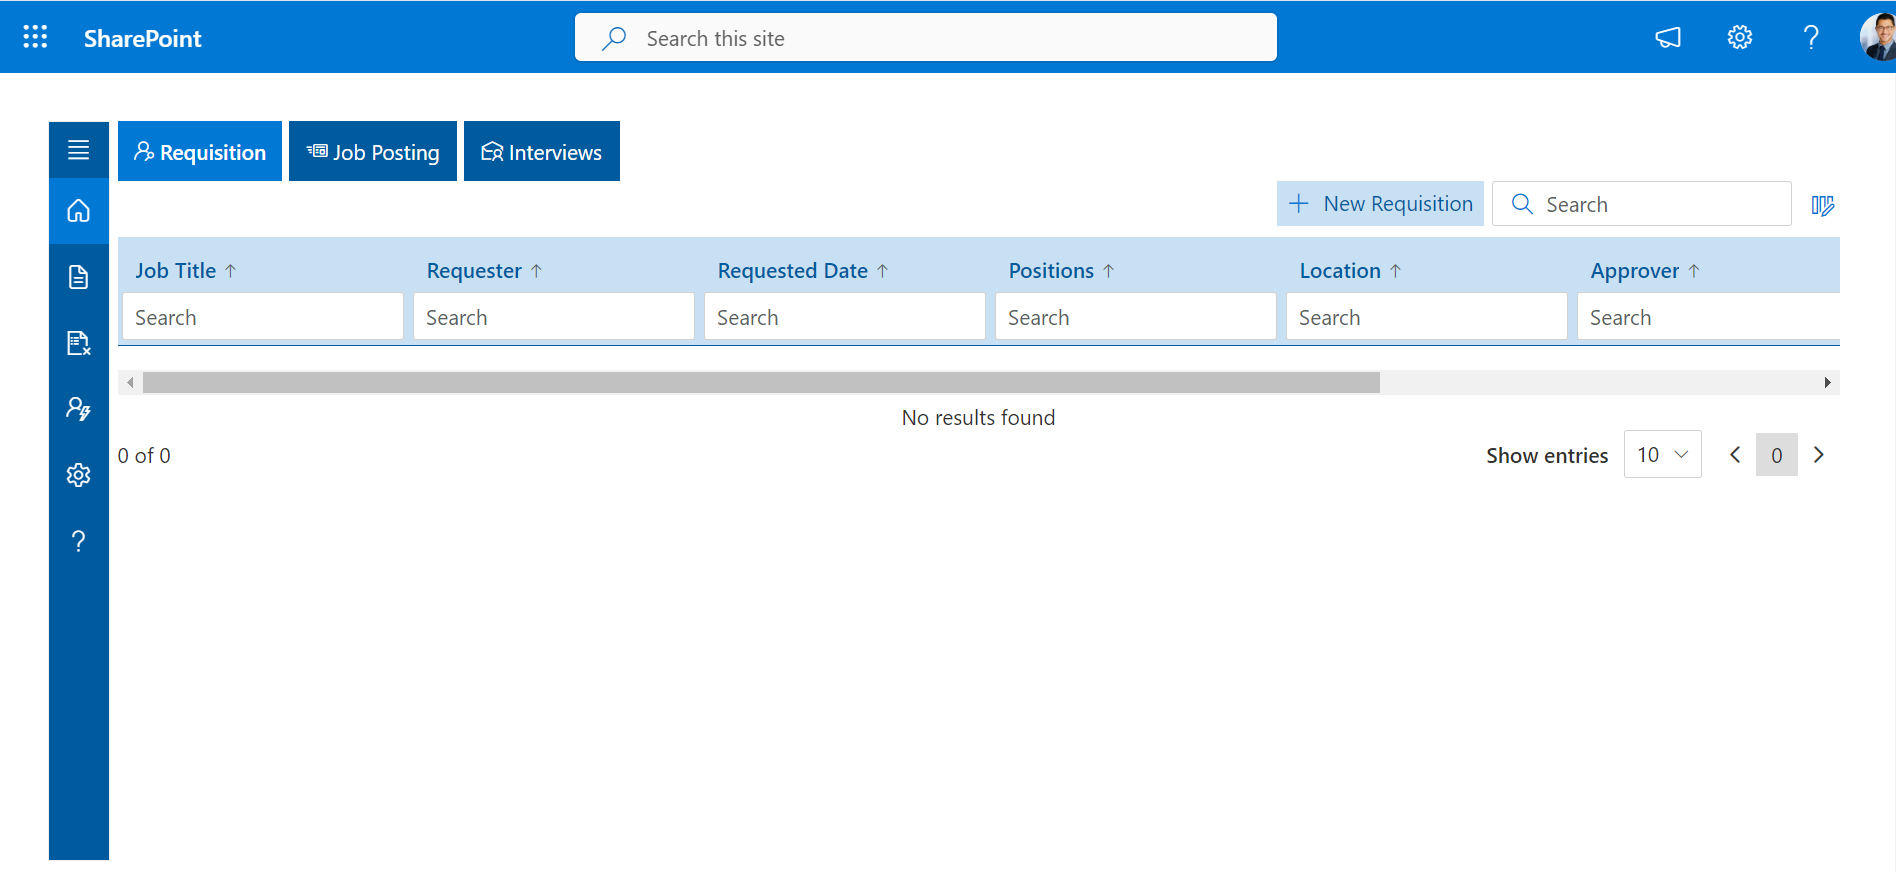 SharePoint
Search this site
Requisition
Job Posting
Interviews
New Requisition
Search
Job Title
Requester
Requested Date
Positions
Location
Approver
Search
Search
Search
Search
Search
Search
No results found
0 of 0
Show entries
10
0